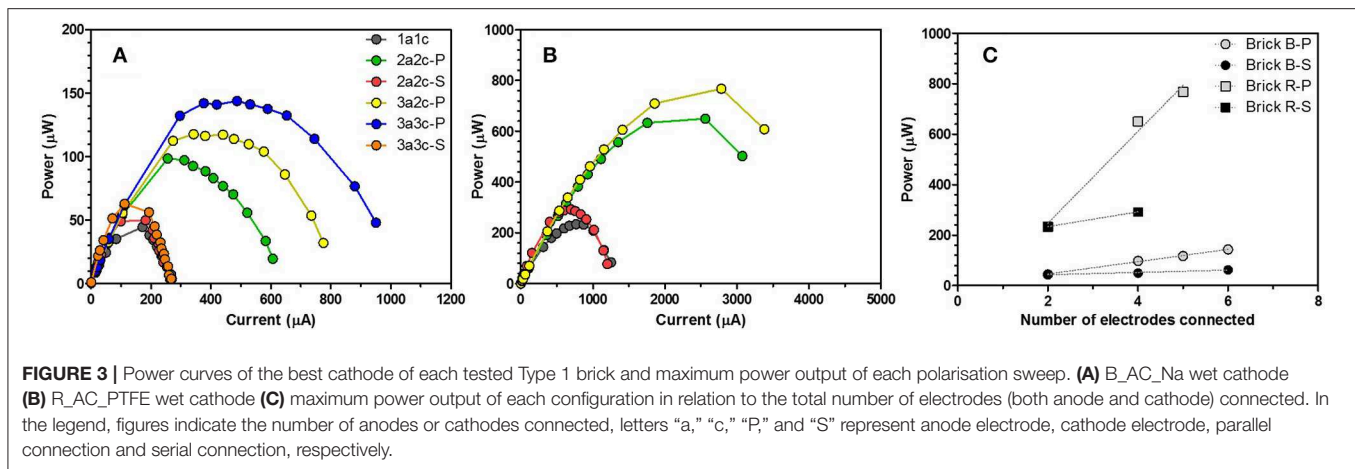 A
Power (µW)
200
150
100
50
0
0 200 400 600 800 1000 1200
Current (µA)
1a1c
2a2c-P
2a2c-S
3a2c-P
3a3c-P
3a3c-S
B
Power (µW)
1000
800
600
400
200
0
0 1000 2000 3000 4000 5000
Current (µA)
C
Power (µW)
1000
800
600
400
200
0
0 2 4 6 8
Number of electrodes connected
Brick B-P
Brick B-S
Brick R-P
Brick R-S
FIGURE 3 | Power curves of the best cathode of each tested Type 1 brick and maximum power output of each polarisation sweep. (A) B_AC_Na wet cathode
(B) R_AC_PTFE wet cathode (C) maximum power output of each configuration in relation to the total number of electrodes (both anode and cathode) connected. In
the legend, figures indicate the number of anodes or cathodes connected, letters “a,” “c,” “P,” and “S” represent anode electrode, cathode electrode, parallel
connection and serial connection, respectively.